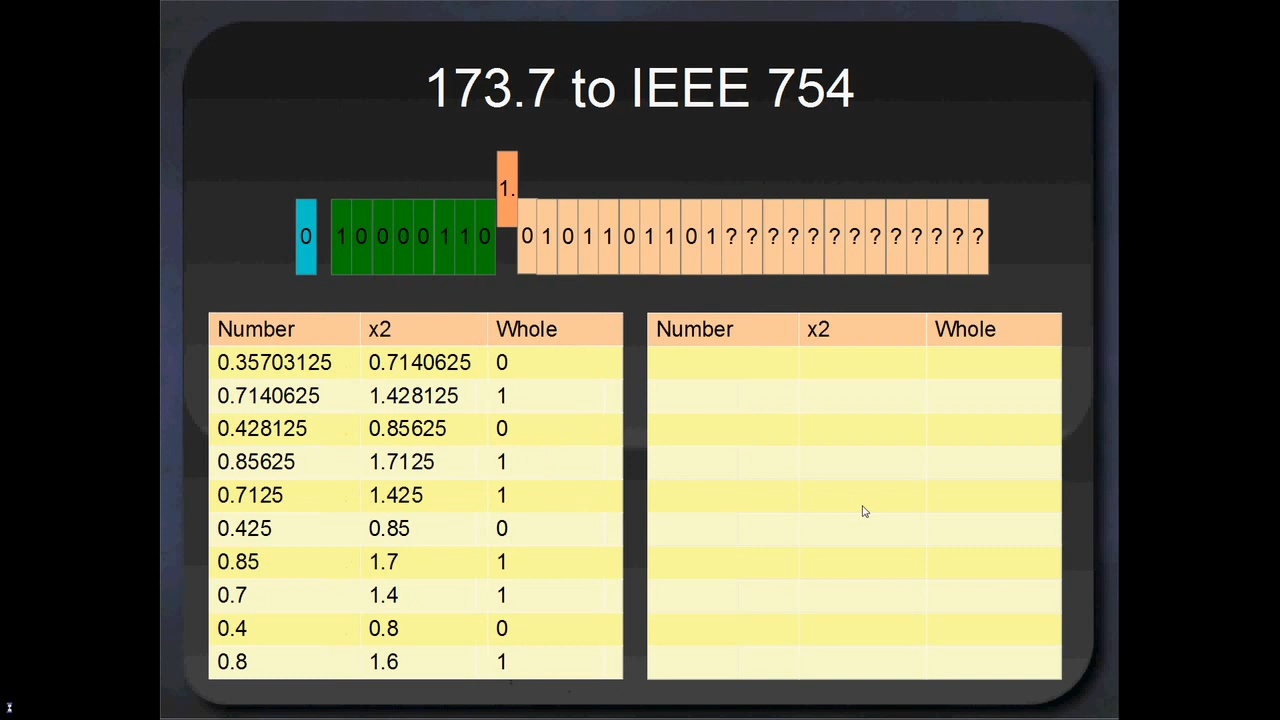 173.7 to IEEE 754
1.
0 1 0 0 0 0 1 1 0 0 1 0 1 1 0 1 1 0 1 ? ? ? ? ? ? ? ? ? ? ? ? ?
Number x2 Whole Number x2 Whole
0.35703125 0.7140625 0
0.7140625 1.428125 1
0.428125 0.85625 0
0.85625 1.7125 1
0.7125 1.425 1
0.425 0.85 0
0.85 1.7 1
0.7 1.4 1
0.4 0.8 0
0.8 1.6 1